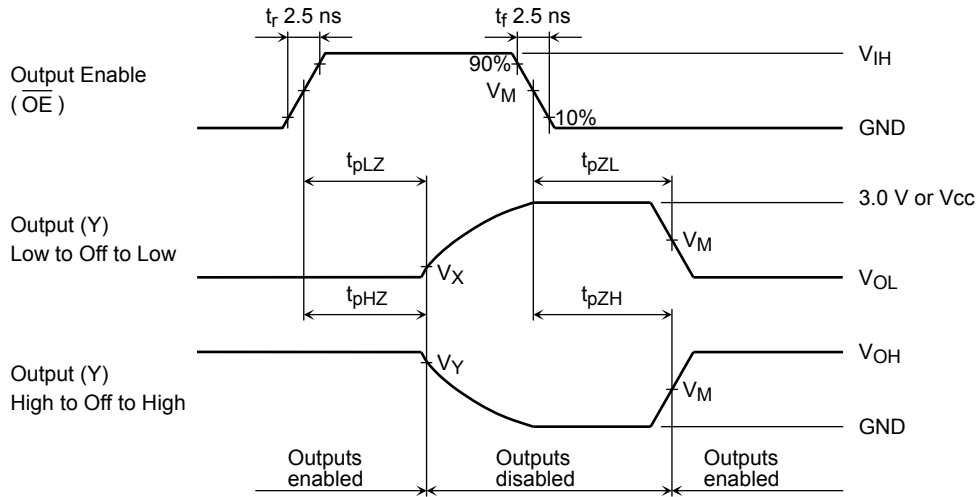 tr 2.5 ns
tf 2.5 ns
Output Enable
( OE )
90%
VM
10%
VIH
GND
tpLZ
tpZL
3.0 V or Vcc
Output (Y)
Low to Off to Low
VX
VM
VOL
tpHZ
tpZH
Output (Y)
High to Off to High
VY
VM
VOH
GND
Outputs
enabled
Outputs
disabled
Outputs
enabled